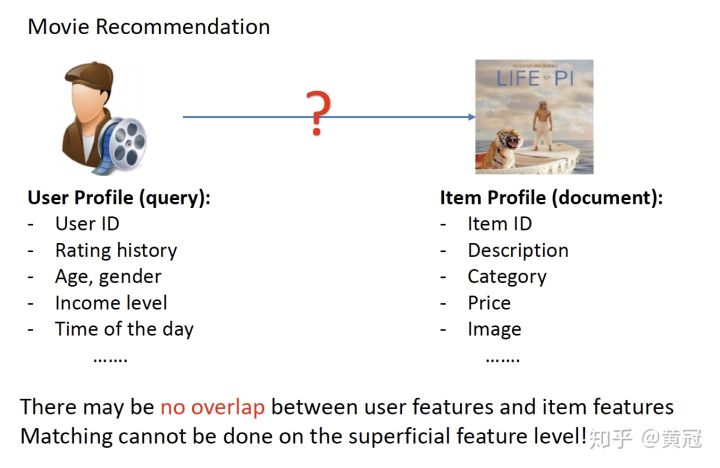 Movie Recommendation
LIFE OF PI
?
User Profile (query):
- User ID
- Rating history
- Age, gender
- Income level
- Time of the day
…….
Item Profile (document):
- Item ID
- Description
- Category
- Price
- Image
…….
There may be no overlap between user features and item features
Matching cannot be done on the superficial feature level!
知乎 @黄冠